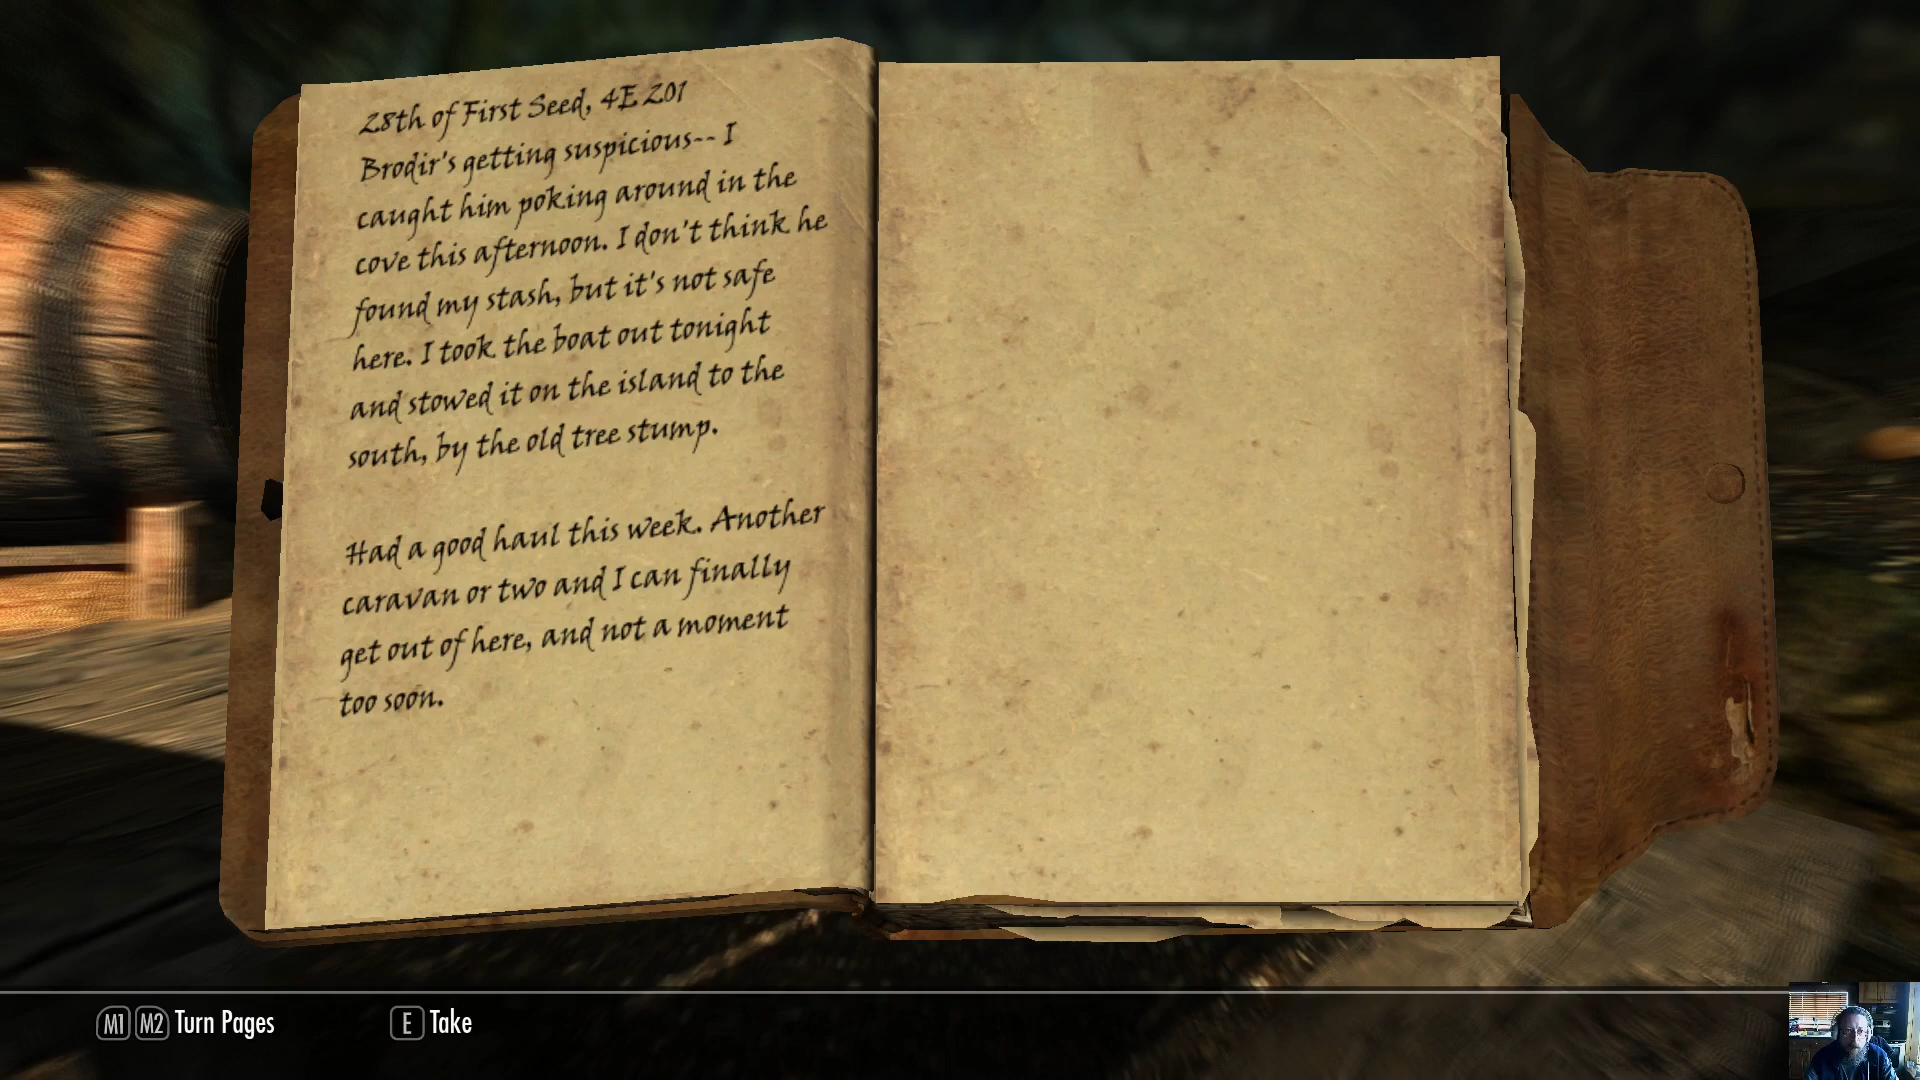 28th of First Seed, 4E 201
Brodir's getting suspicious-- I
caught him poking around in the
cove this afternoon. I don't think he
found my stash, but it's not safe
here. I took the boat out tonight
and stowed it on the island to the
south, by the old tree stump.
Had a good haul this week. Another
caravan or two and I can finally
get out of here, and not a moment
too soon.
M1 M2 Turn Pages E Take